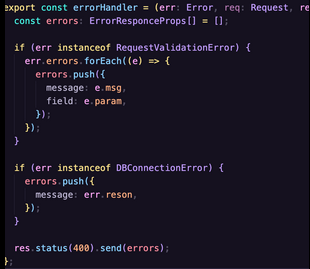 export const errorHandler = (err: Error, req: Request, re
const errors: ErrorResponceProps[] = [];
if (err instanceof RequestValidationError) {
err.errors.forEach((e) => {
errors.push({
message: e.msg,
field: e.param,
});
});
}
if (err instanceof DBConnectionError) {
errors.push({
message: err.reson,
});
}
res.status(400).send(errors);
};